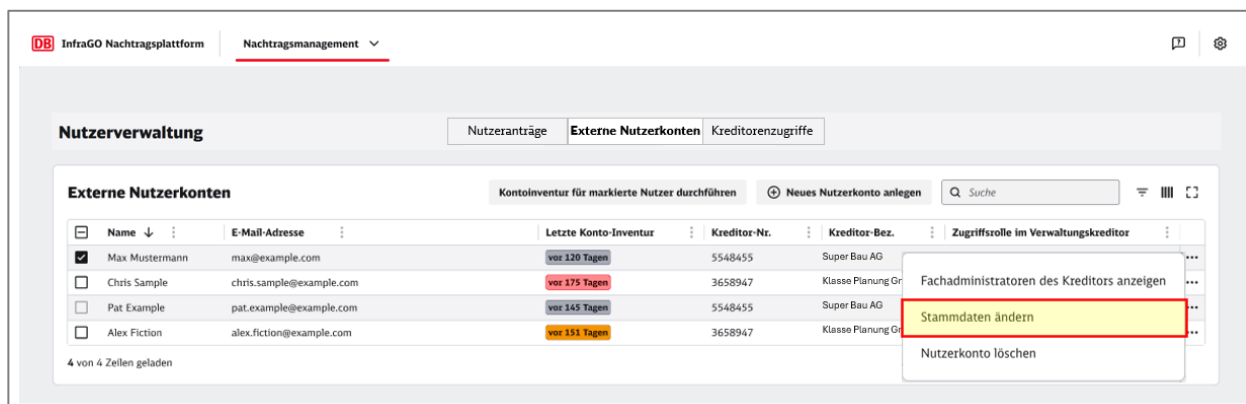 DB InfraGO Nachtragsplattform Nachtragsmanagement
Nutzerverwaltung Nutzeranträge Externe Nutzerkonten Kreditorenzugriffe
Externe Nutzerkonten Kontoinventur für markierte Nutzer durchführen Neues Nutzerkonto anlegen Suche
Name E-Mail-Adresse Letzte Konto-Inventur Kreditor-Nr. Kreditor-Bez. Zugriffsrolle im Verwaltungskreditor
Max Mustermann max@example.com vor 120 Tagen 5548455 Super Bau AG
Chris Sample chris.sample@example.com vor 175 Tagen 3658947 Klasse Planung Gr
Pat Example pat.example@example.com vor 145 Tagen 5548455 Super Bau AG
Alex Fiction alex.fiction@example.com vor 151 Tagen 3658947 Klasse Planung Gr
Fachadministratoren des Kreditors anzeigen
Stammdaten ändern
Nutzerkonto löschen
4 von 4 Zeilen geladen